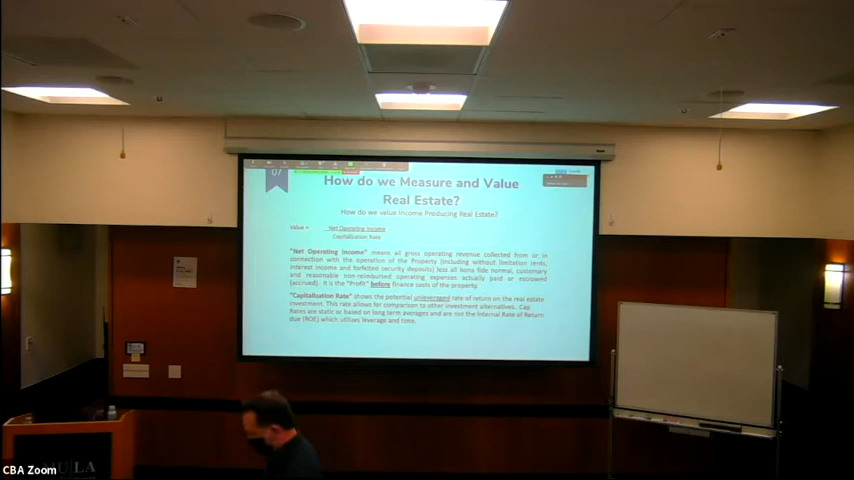 07
How do we Measure and Value
Real Estate?
How do we value Income Producing Real Estate?
Value = Net Operating Income
Capitalization Rate
"Net Operating Income" means all gross operating revenue collected from or in
connection with the operation of the Property (including without limitation rents,
interest income and forfeited security deposits) less all bona fide normal, customary
and reasonable non-reimbursed operating expenses actually paid or escrowed
(accrued). It is the "Profit" before finance costs of the property.
"Capitalization Rate" shows the potential unleveraged rate of return on the real estate
investment. This rate allows for comparison to other investment alternatives. Cap
Rates are static or based on long term averages and are not the Internal Rate of Return
due (ROE) which utilizes leverage and time.
CBA Zoom